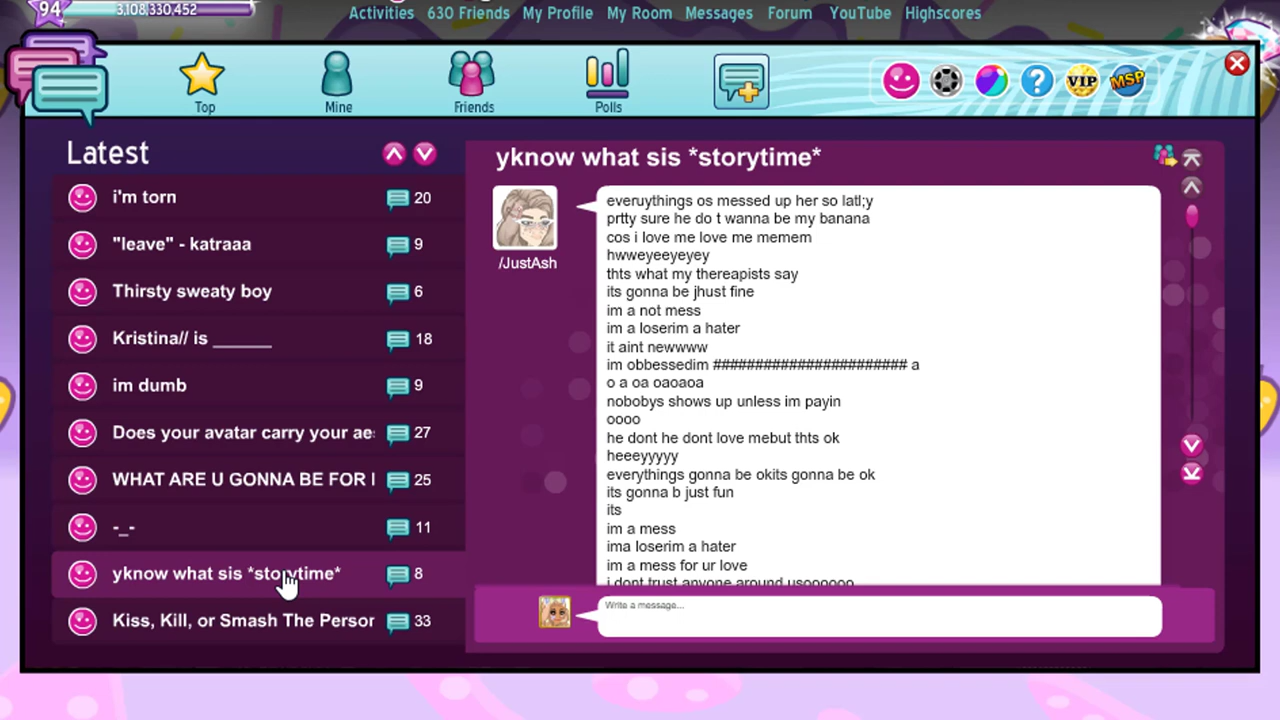 94
3,108,330,452
Activities 630 Friends My Profile My Room Messages Forum YouTube Highscores
Top
Mine
Friends
Polls
VIP
MSP
Latest
i'm torn 20
"leave" - katraaa 9
Thirsty sweaty boy 6
Kristina// is ______ 18
im dumb 9
Does your avatar carry your ae: 27
WHAT ARE U GONNA BE FOR 25
-_- 11
yknow what sis *storytime* 8
Kiss, Kill, or Smash The Person 33
yknow what sis *storytime*
/JustAsh
everuythings os messed up her so latl;y
prtty sure he do t wanna be my banana
cos i love me love me memem
hwweyeeyeyey
thts what my thereapists say
its gonna be jhust fine
im a not mess
im a loserim a hater
it aint newwww
im obbessedim ####################### a
o a oa oaoaoa
nobobys shows up unless im payin
oooo
he dont he dont love mebut thts ok
heeeyyyyy
everythings gonna be okits gonna be ok
its gonna b just fun
its
im a mess
ima loserim a hater
im a mess for ur love
i dont trust anyone around usoooooo
Write a message...